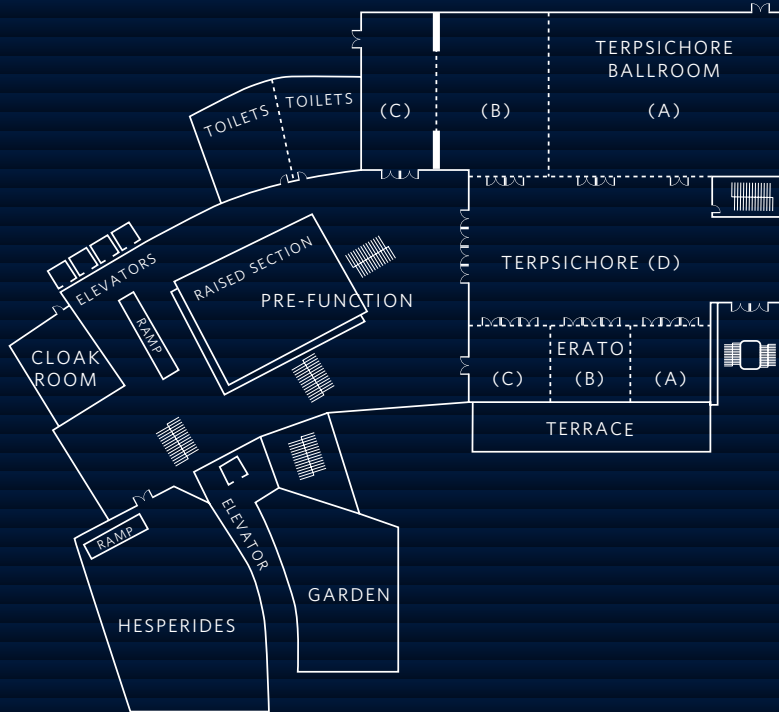 TERPSICHORE
BALLROOM
TOILETS
TOILETS
(C)
(B)
(A)
ELEVATORS
RAISED SECTION
TERPSICHORE (D)
PRE-FUNCTION
RAMP
CLOAK
ROOM
ERATO
(C)
(B)
(A)
TERRACE
ELEVATOR
RAMP
GARDEN
HESPERIDES